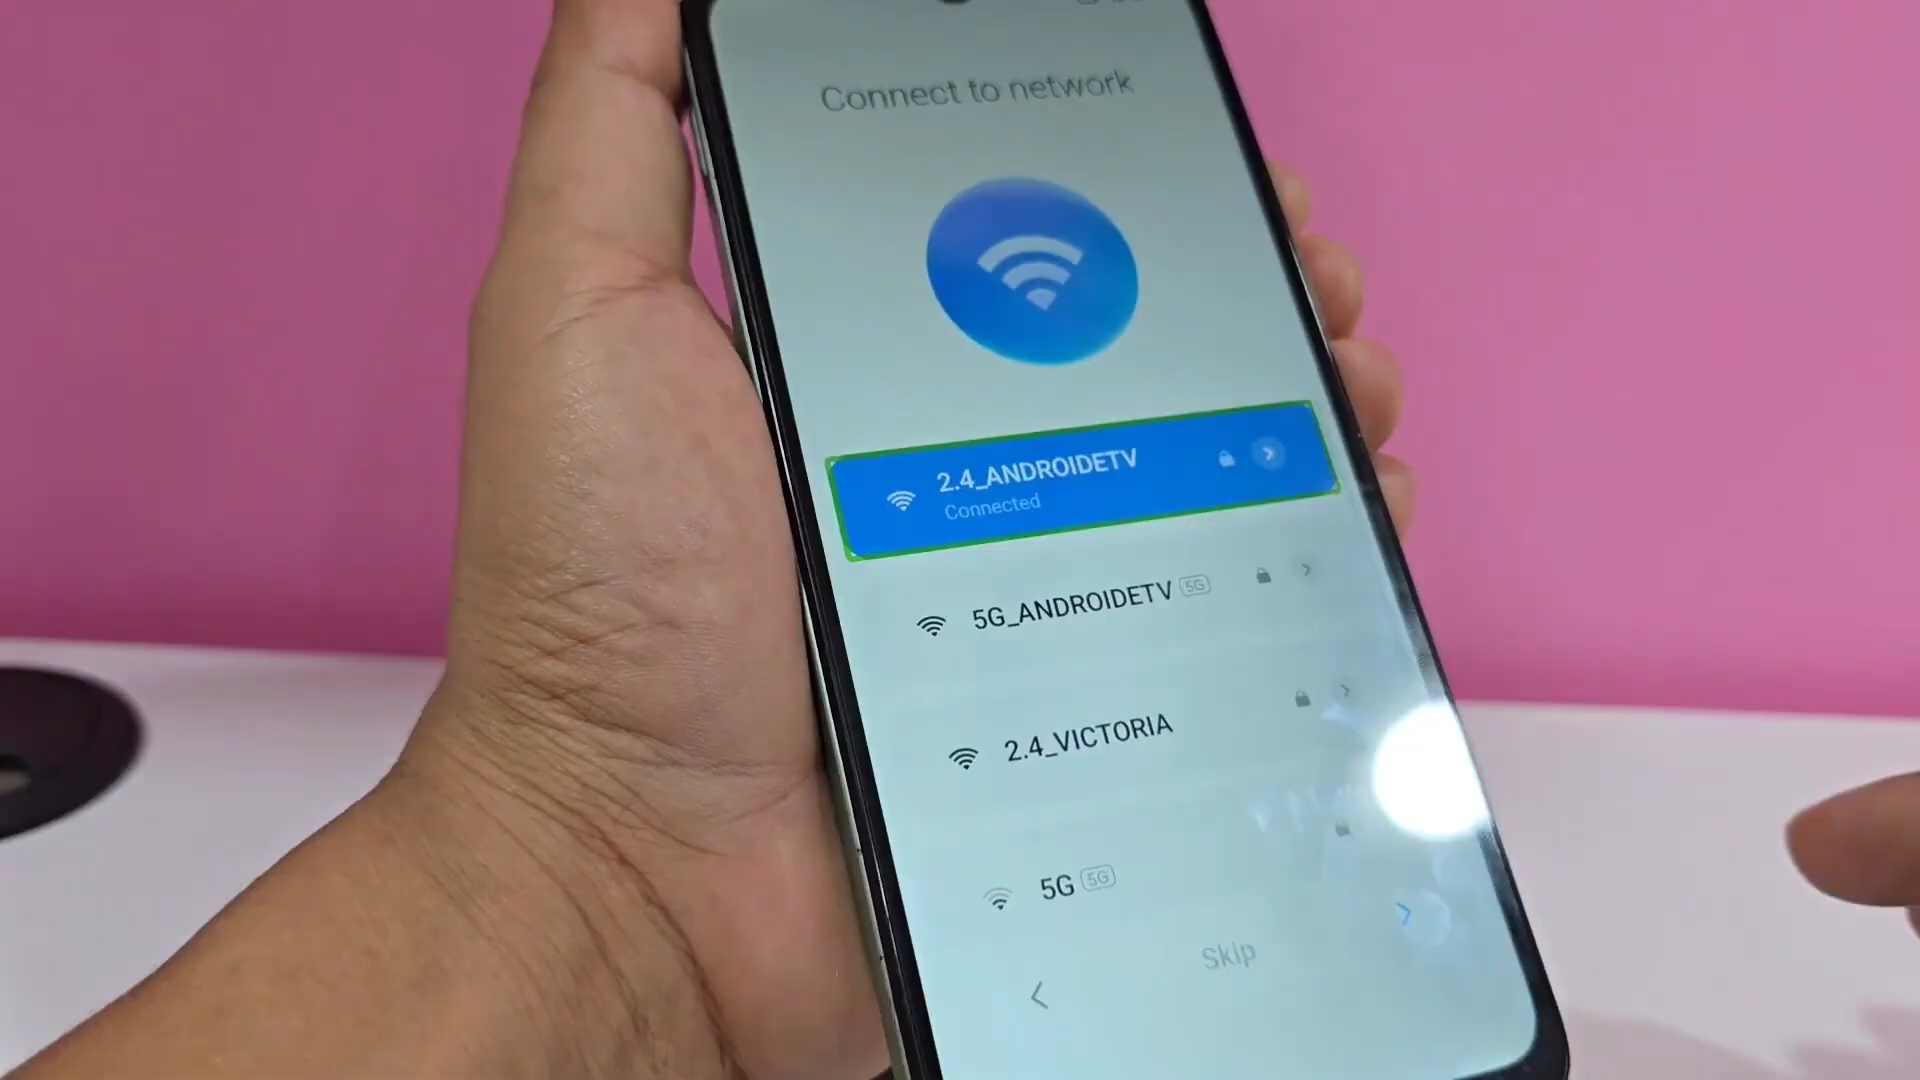 Connect to network
2.4_ANDROIDETV
Connected
5G_ANDROIDETV 5G
2.4_VICTORIA
5G 5G
Skip